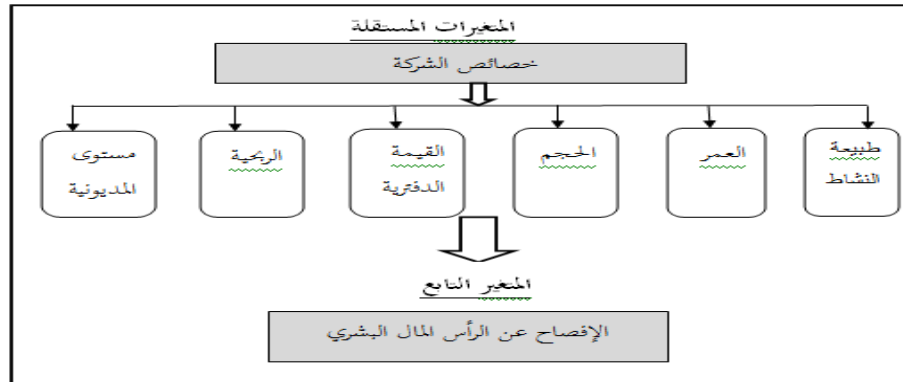 المتغيرات المستقلة
خصائص الشركة
طبيعة
النشاط
العمر
الحجم
القيمة
الدفترية
الربحية
مستوى
المديونية
المتغير التابع
الإفصاح عن الرأس المال البشري